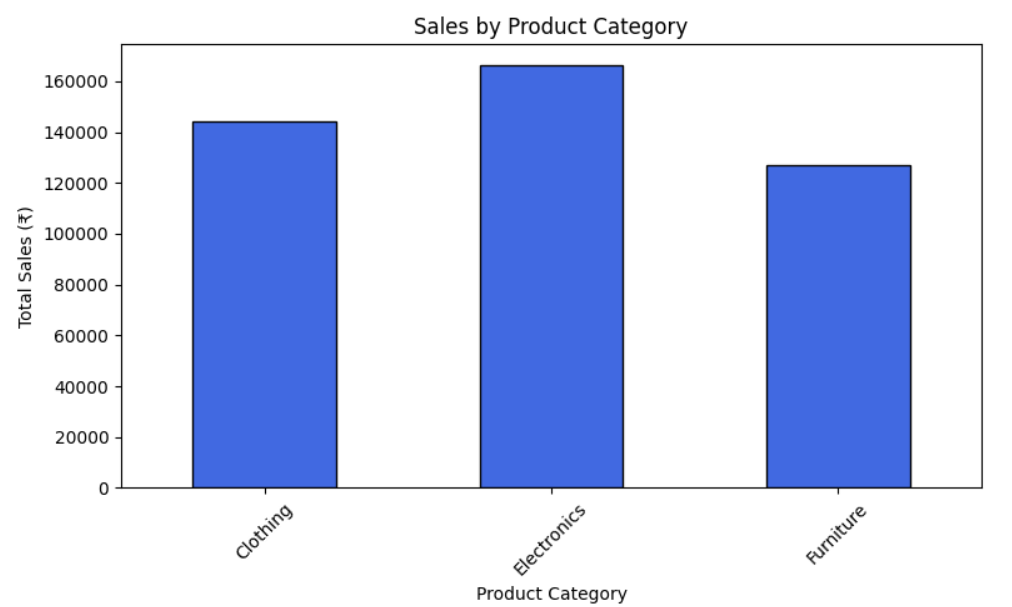 Sales by Product Category
Total Sales (₹)
160000
140000
120000
100000
80000
60000
40000
20000
0
Clothing
Electronics
Furniture
Product Category